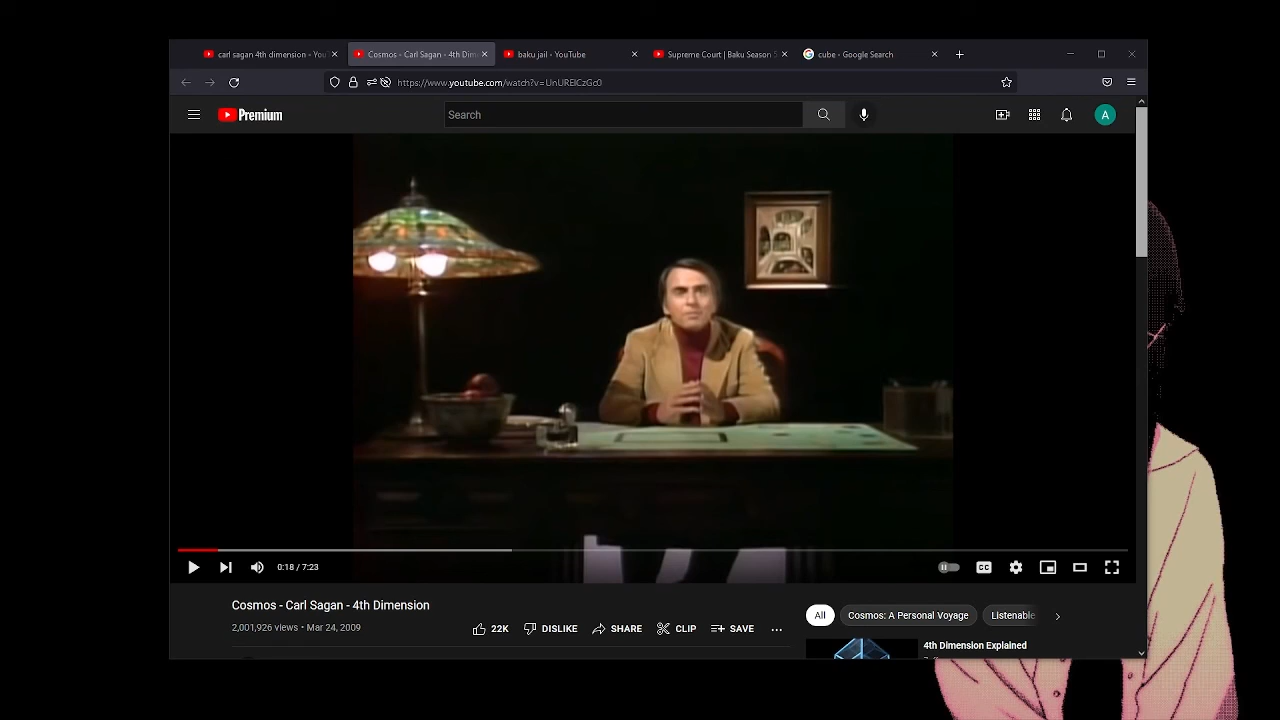 carl sagan 4th dimension - You
Cosmos - Carl Sagan - 4th Dim
baku jail - YouTube
Supreme Court | Baku Season 5
cube - Google Search
https://www.youtube.com/watch?v=UnURElCzGc0
Premium
Search
A
0:18 / 7:23
CC
Cosmos - Carl Sagan - 4th Dimension
2,001,926 views • Mar 24, 2009
22K
DISLIKE
SHARE
CLIP
SAVE
All
Cosmos: A Personal Voyage
Listenable
4th Dimension Explained